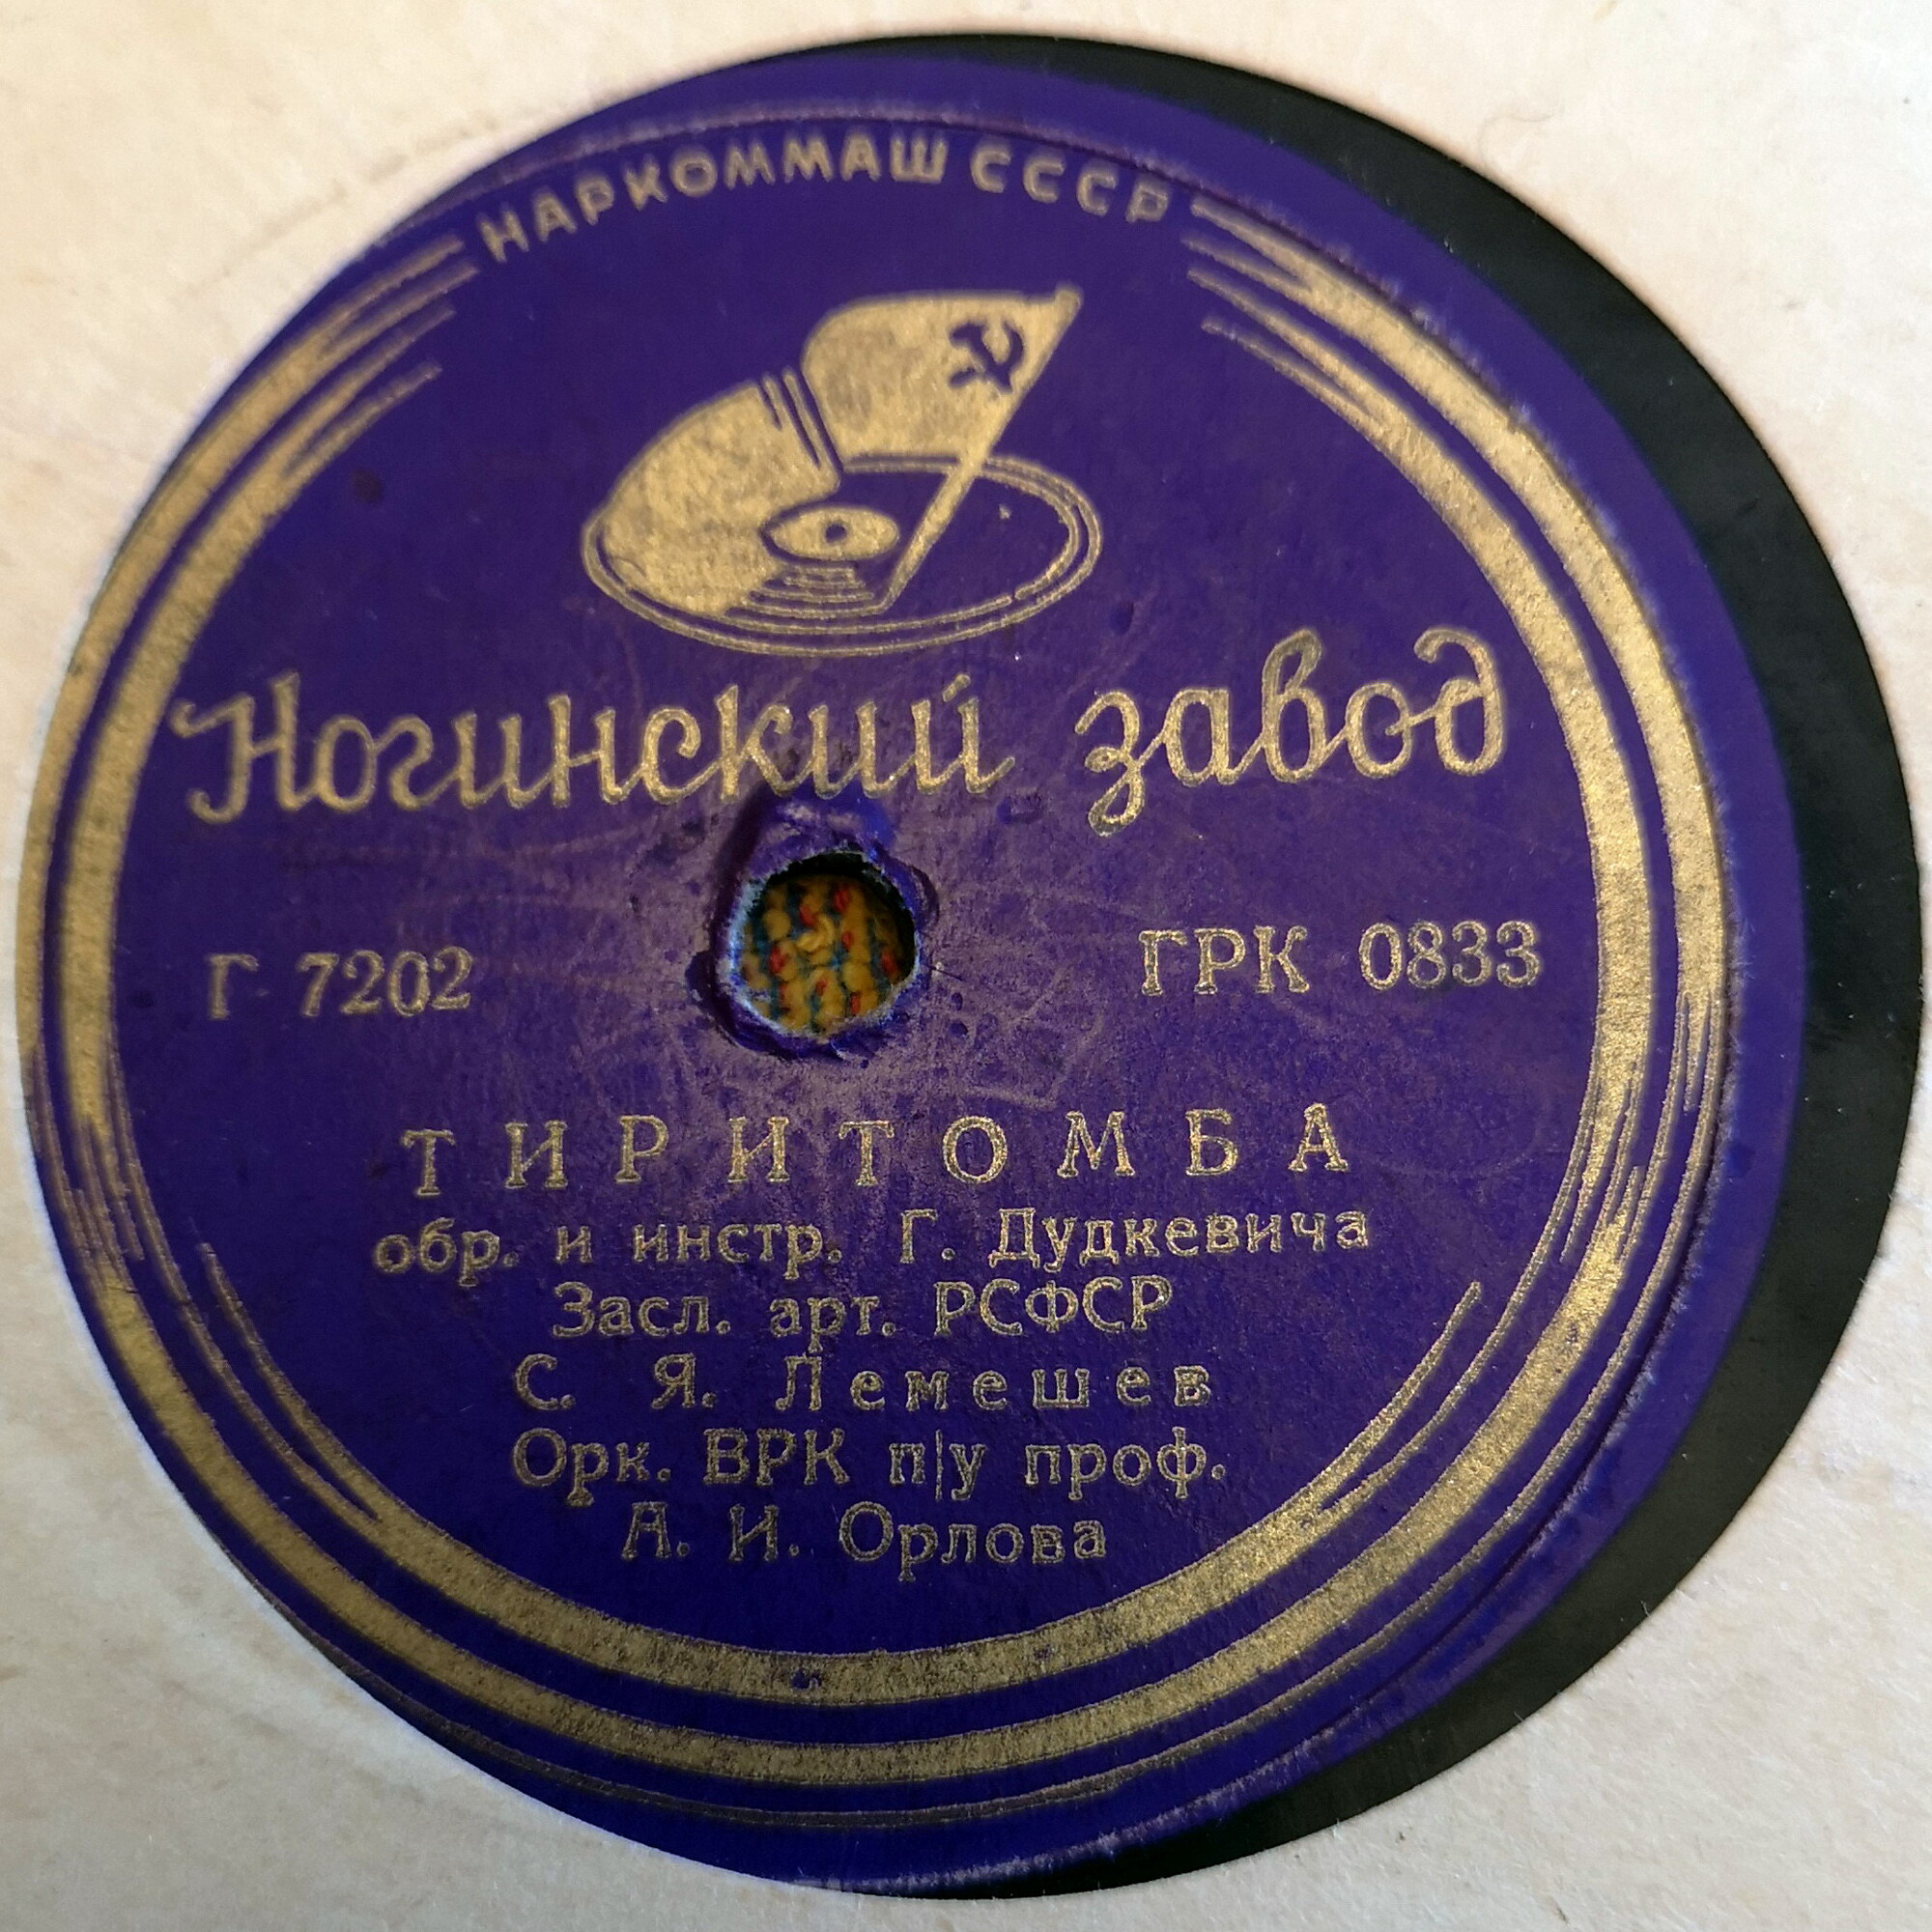 НАРКОММАШ СССР
Ногинский завод
Г 7202
ГРК 0833
ТИРИТОМБА
обр. и инстр. Г. Дудкевича
Засл. арт. РСФСР
С. Я. Лемешев
Орк. ВРК п/у проф.
А. И. Орлова